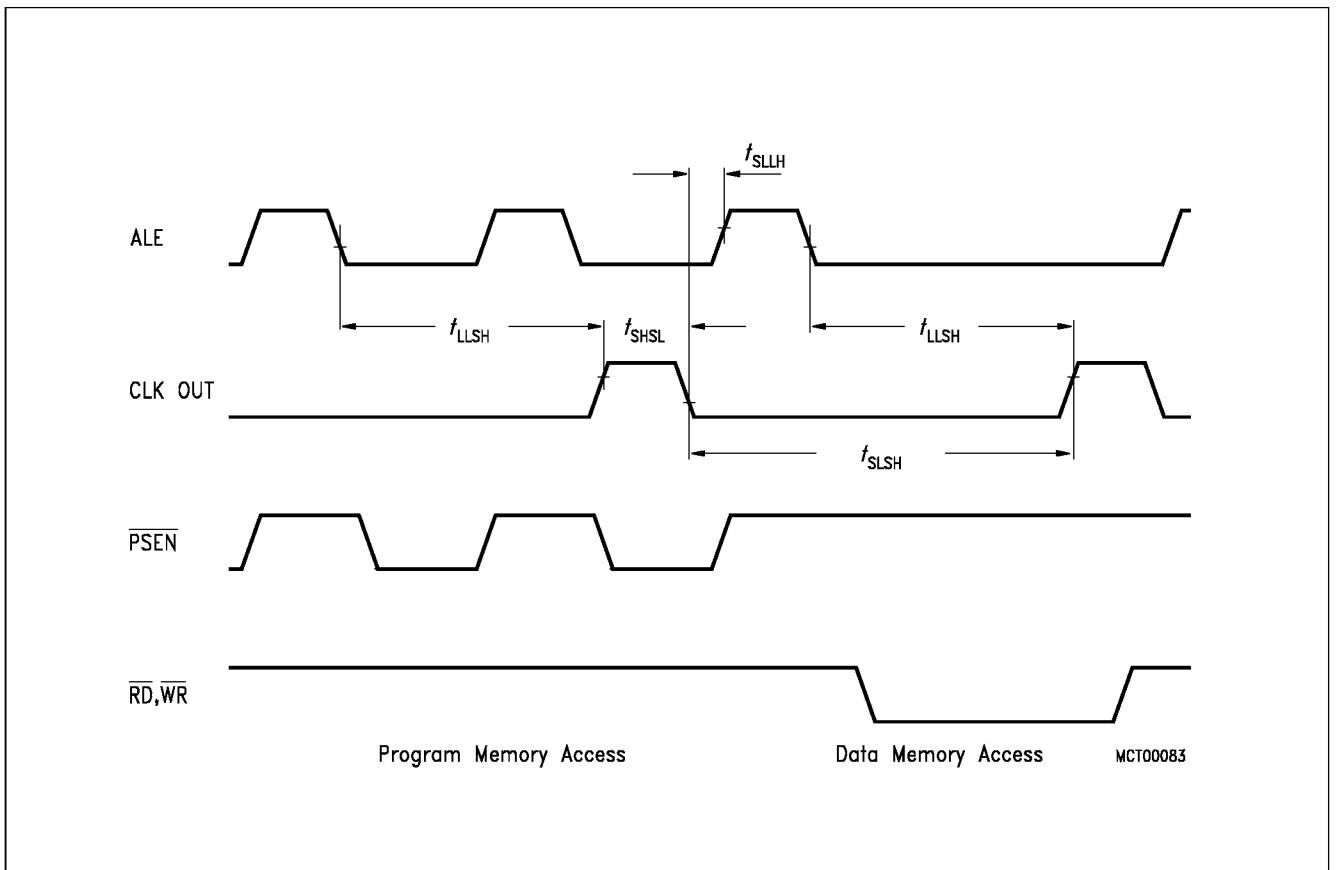 tSLLH
ALE
tLLSH tSHSL tLLSH
CLK OUT
tSLSH
PSEN
RD,WR
Program Memory Access Data Memory Access MCT00083